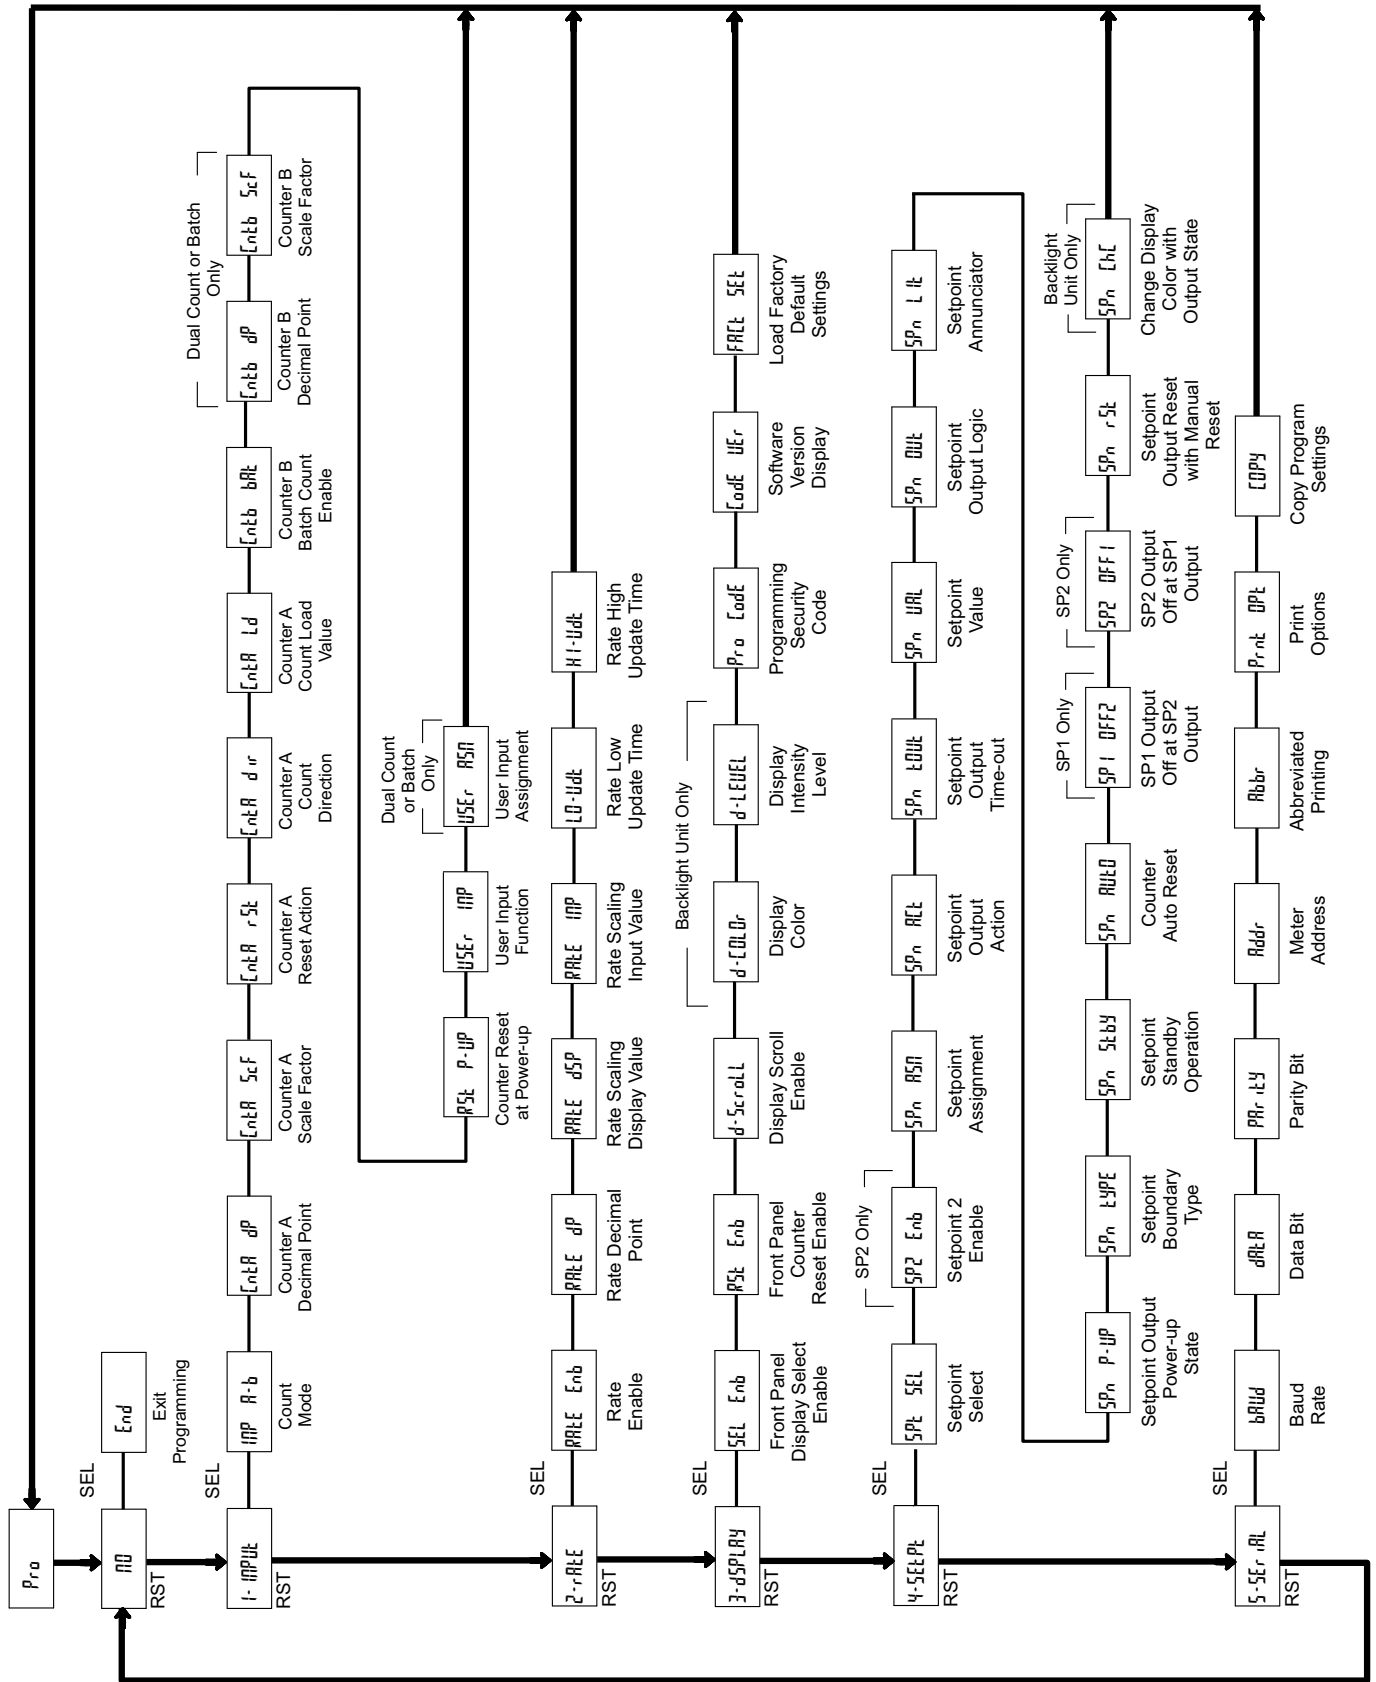 Pro
NO
RST
SEL
End
Exit
Programming
1-INPUt
RST
SEL
INP A-b
Count
Mode
CntA dP
Counter A
Decimal Point
CntA ScF
Counter A
Scale Factor
CntA rSt
Counter A
Reset Action
CntA dir
Counter A
Count
Direction
CntA Ld
Counter A
Count Load
Value
Cntb bAt
Counter B
Batch Count
Enable
Dual Count or Batch
Only
Cntb dP
Counter B
Decimal Point
Cntb ScF
Counter B
Scale Factor
RSt P-UP
Counter Reset
at Power-up
USEr INP
User Input
Function
Dual Count
or Batch
Only
USEr ASN
User Input
Assignment
2-rAtE
RST
SEL
RAtE Enb
Rate
Enable
RAtE dP
Rate Decimal
Point
RAtE dSP
Rate Scaling
Display Value
RAtE INP
Rate Scaling
Input Value
LO-Udt
Rate Low
Update Time
HI-Udt
Rate High
Update Time
3-dSPLAY
RST
SEL
SEL Enb
Front Panel
Display Select
Enable
RSt Enb
Front Panel
Counter
Reset Enable
d-ScroLL
Display Scroll
Enable
Backlight Unit Only
d-COLOr
Display
Color
d-LEVEL
Display
Intensity
Level
Pro CodE
Programming
Security
Code
CodE VEr
Software
Version
Display
FACt SEt
Load Factory
Default
Settings
4-SEtPt
RST
SEL
SPt SEL
Setpoint
Select
SP2 Only
SP2 Enb
Setpoint 2
Enable
SPn ASN
Setpoint
Assignment
SPn ACt
Setpoint
Output
Action
SPn tOUt
Setpoint
Output
Time-out
SPn VAL
Setpoint
Value
SPn OUt
Setpoint
Output Logic
SPn Lit
Setpoint
Annunciator
SPn P-UP
Setpoint Output
Power-up
State
SPn tYPE
Setpoint
Boundary
Type
SPn Stby
Setpoint
Standby
Operation
SPn AUtO
Counter
Auto Reset
SP1 Only
SP1 OFF2
SP1 Output
Off at SP2
Output
SP2 Only
SP2 OFF1
SP2 Output
Off at SP1
Output
SPn rSt
Setpoint
Output Reset
with Manual
Reset
Backlight
Unit Only
SPn ChC
Change Display
Color with
Output State
5-SEriAL
RST
SEL
bAUd
Baud
Rate
dAtA
Data Bit
PAritY
Parity Bit
Addr
Meter
Address
Abbr
Abbreviated
Printing
Prnt OPt
Print
Options
COPY
Copy Program
Settings